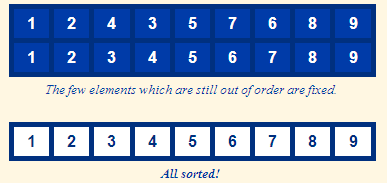 1 2 4 3 5 7 6 8 9
1 2 3 4 5 6 7 8 9
The few elements which are still out of order are fixed.
1 2 3 4 5 6 7 8 9
All sorted!